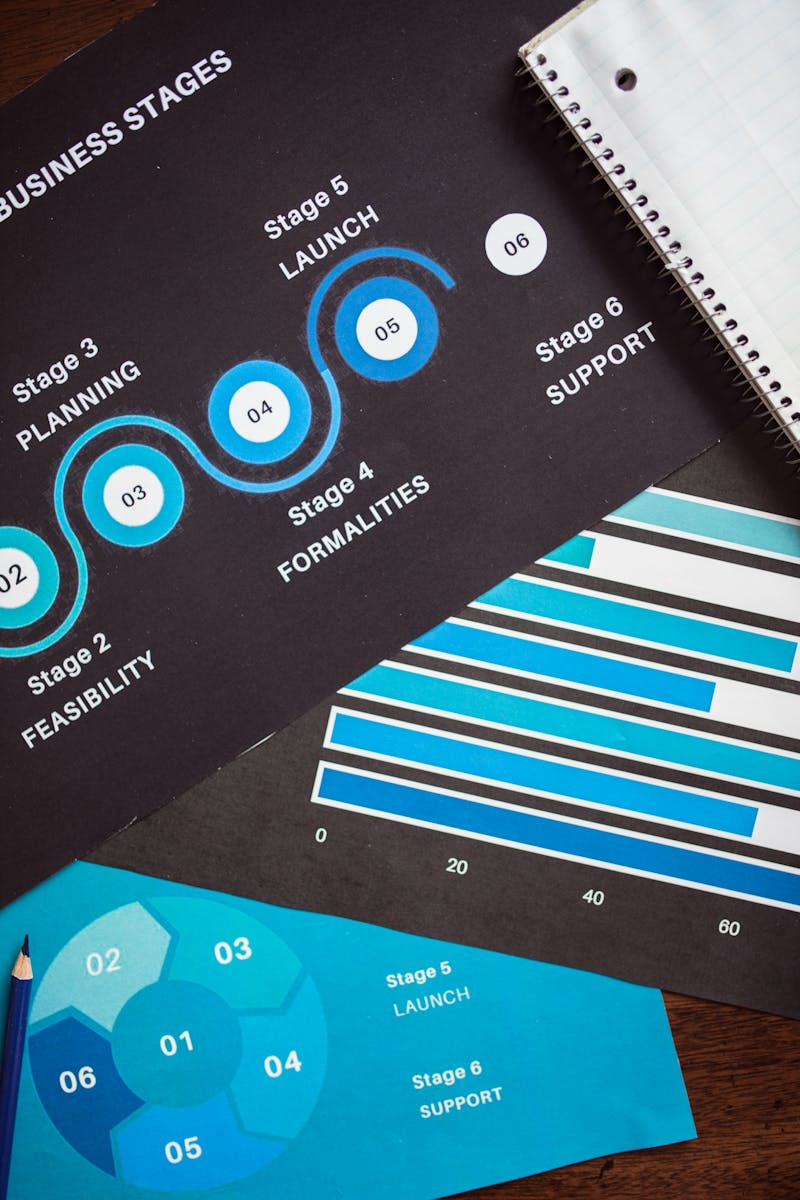 BUSINESS STAGES
Stage 5
LAUNCH
06
05
Stage 6
SUPPORT
Stage 3
PLANNING
04
03
Stage 4
FORMALITIES
02
Stage 2
FEASIBILITY
0
20
40
60
02
03
01
04
06
05
Stage 5
LAUNCH
Stage 6
SUPPORT